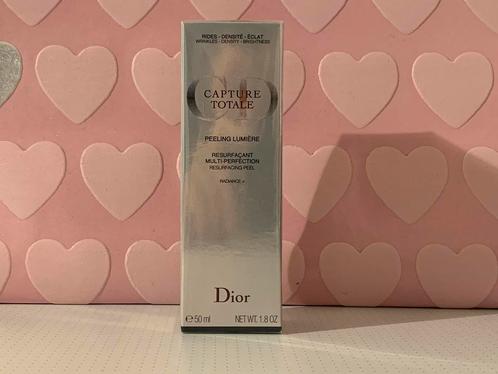 RIDES - DENSITÉ - ÉCLAT
WRINKLES - DENSITY - BRIGHTNESS
CAPTURE
TOTALE
PEELING LUMIÈRE
RESURFAÇANT
MULTI-PERFECTION
RESURFACING PEEL
RADIANCE +
Dior
℮ 50 ml NET WT. 1.8 OZ